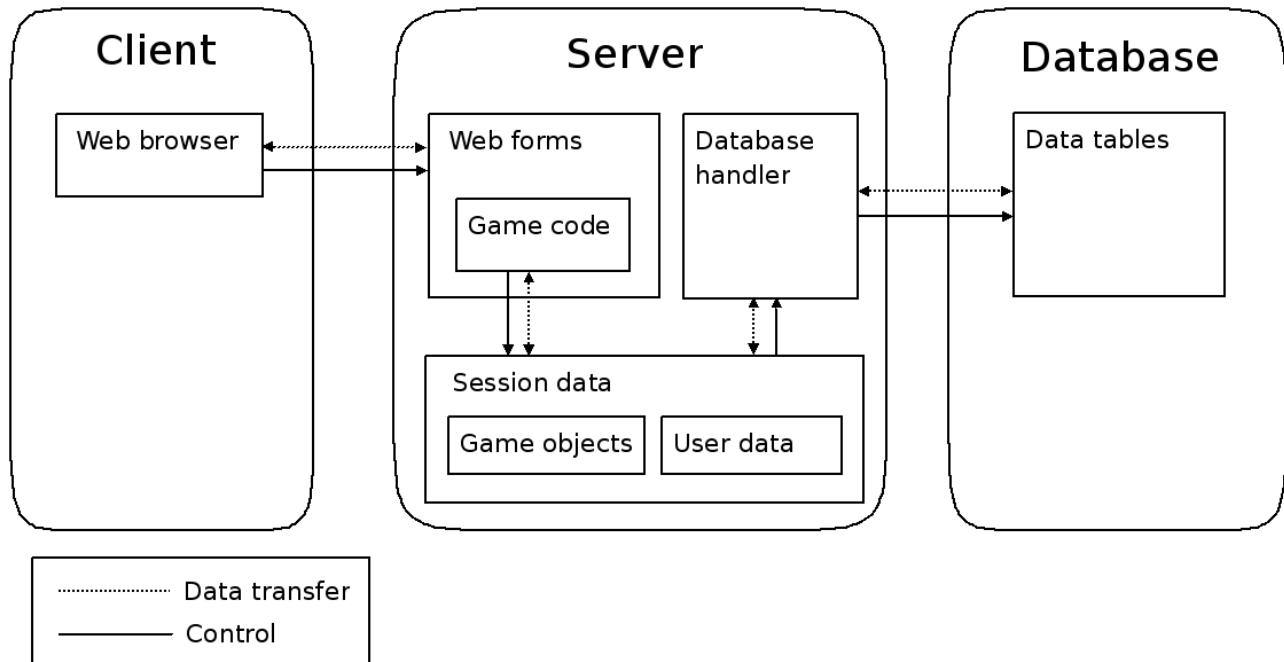 Client
Server
Database
Web browser
Web forms
Database
handler
Data tables
Game code
Session data
Game objects
User data
Data transfer
Control